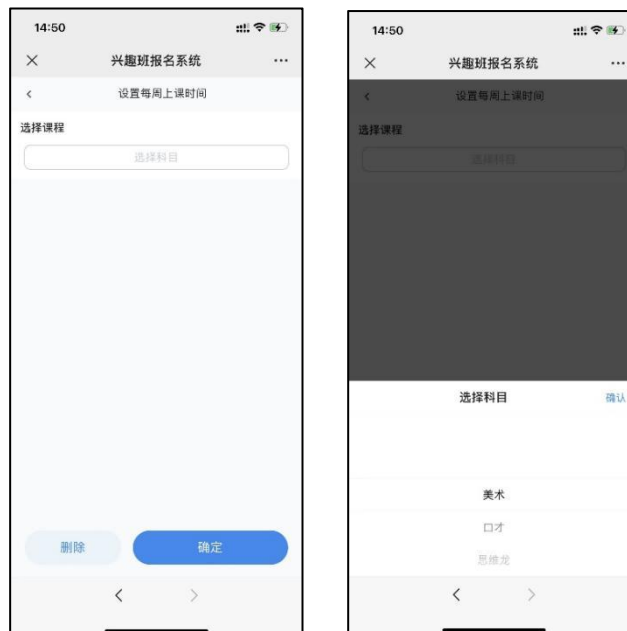 14:50
兴趣班报名系统
设置每周上课时间
选择课程
选择科目
删除
确定
14:50
兴趣班报名系统
设置每周上课时间
选择课程
选择科目
选择科目
确认
美术
口才
思维龙